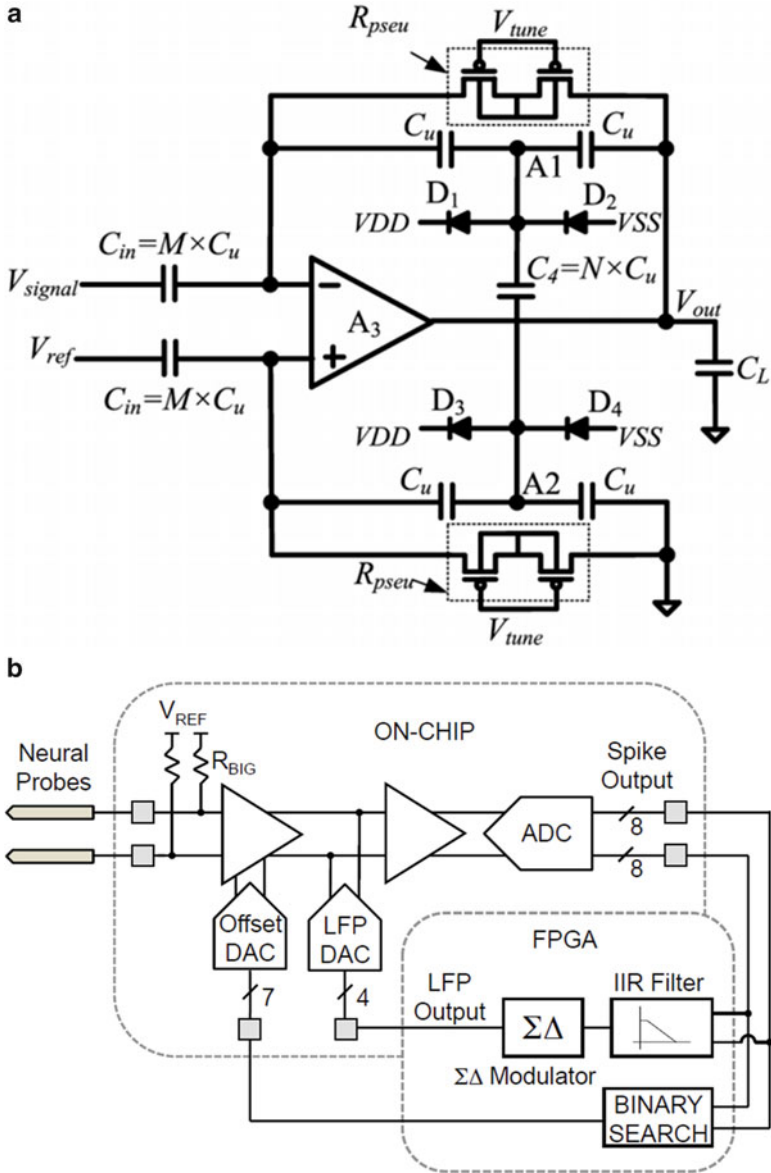 a
R_pseu
V_tune
C_u
C_u
A1
D_1
D_2
VDD
VSS
C_in=M×C_u
C_4=N×C_u
V_signal
A_3
V_out
V_ref
C_in=M×C_u
C_L
D_3
D_4
VDD
VSS
C_u
A2
C_u
R_pseu
V_tune
b
V_REF
ON-CHIP
Neural
Probes
R_BIG
Spike
Output
ADC
8
8
Offset
DAC
LFP
DAC
7
4
FPGA
LFP
Output
IIR Filter
ΣΔ
ΣΔ Modulator
BINARY
SEARCH